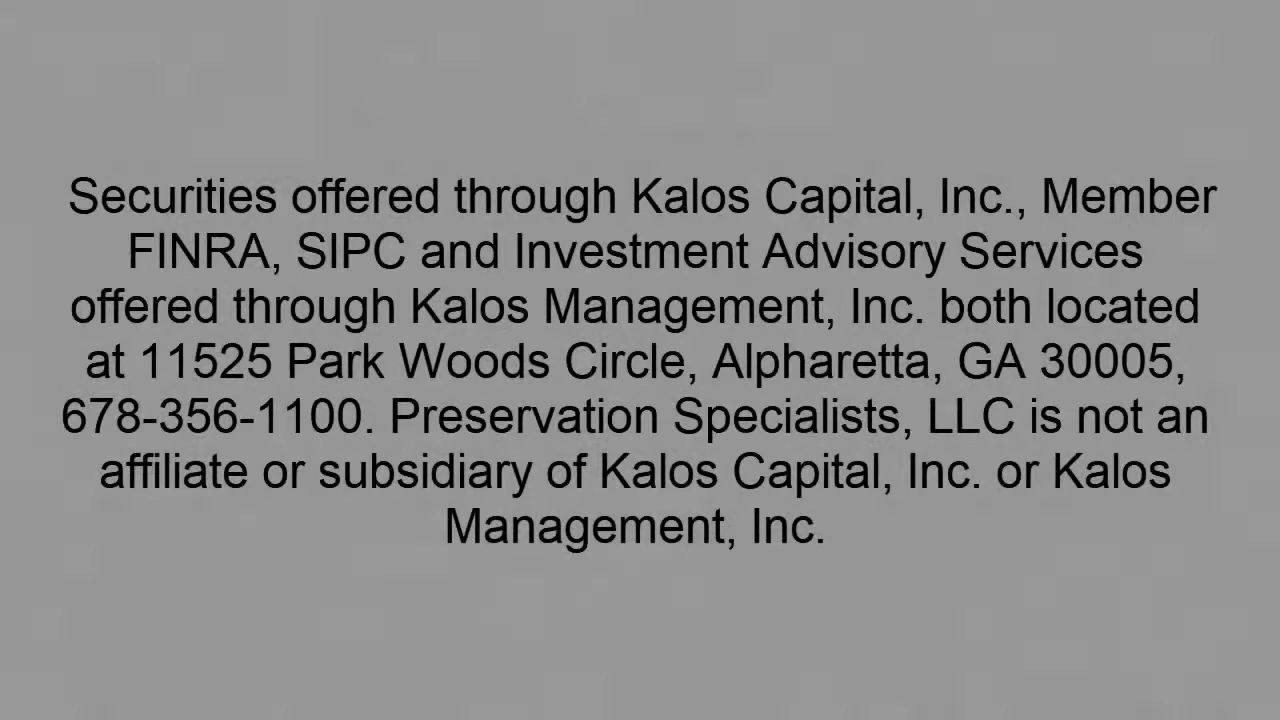 Securities offered through Kalos Capital, Inc., Member
FINRA, SIPC and Investment Advisory Services
offered through Kalos Management, Inc. both located
at 11525 Park Woods Circle, Alpharetta, GA 30005,
678-356-1100. Preservation Specialists, LLC is not an
affiliate or subsidiary of Kalos Capital, Inc. or Kalos
Management, Inc.